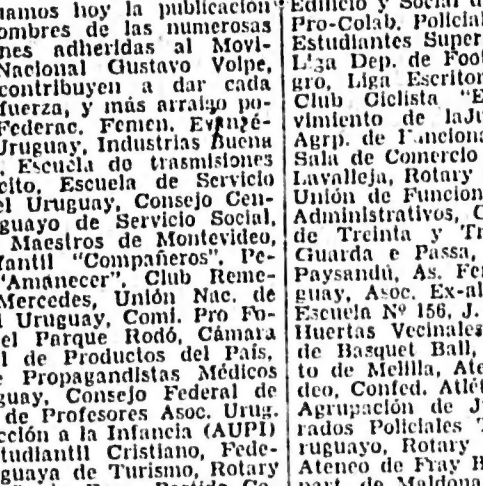 uamos hoy la publicación
ombres de las numerosas
nes adheridas al Movi-
Nacional Gustavo Volpe,
contribuyen a dar cada
fuerza, y más arraigo po-
Federac. Femen. Evangé-
Uruguay, Industrias Buena
. Escuela do trasmisiones
cito, Escuela de Servicio
el Uruguay, Consejo Cen-
guayo de Servicio Social,
Maestros de Montevideo,
fantil "Compañeros". Pe-
"Amanecer". Club Reme-
Mercedes, Unión Nac. de
l Uruguay, Comi. Pro Fo-
el Parque Rodó, Cámara
l de Productos del País,
e Propagandistas Médicos
guay, Consejo Federal de
de Profesores Asoc. Urug.
cción a la Infancia (AUPI)
tudiantil Cristiano, Fede-
guaya de Turismo, Rotary
Edificio y Social d
Pro-Colab. Policial
Estudiantes Super
Liga Dep. de Foot
gro, Liga Escritor
Club Ciclista "E
vimiento de laJu
Agrp. de Funciona
Sala de Comercio
Lavalleja, Rotary
Unión de Funcion
Administrativos, C
de Treinta y Tr
Guarda e Passa,
Paysandú, As. Fe
guay, Asoc. Ex-al
Escuela Nº 156, J.
Huertas Vecinales
de Basquet Ball,
to de Melilla, Ate
deo, Confed. Atlét
Agrupación de J
rados Policiales
ruguayo, Rotary
Ateneo de Fray B
part. de Maldona